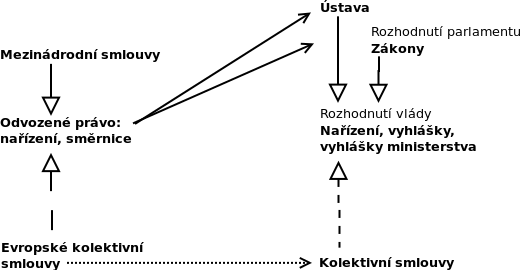 Ústava
Rozhodnutí parlamentu
Zákony
Mezinádrodní smlouvy
Odvozené právo:
nařízení, směrnice
Rozhodnutí vlády
Nařízení, vyhlášky,
vyhlášky ministerstva
Evropské kolektivní
smlouvy
Kolektivní smlouvy